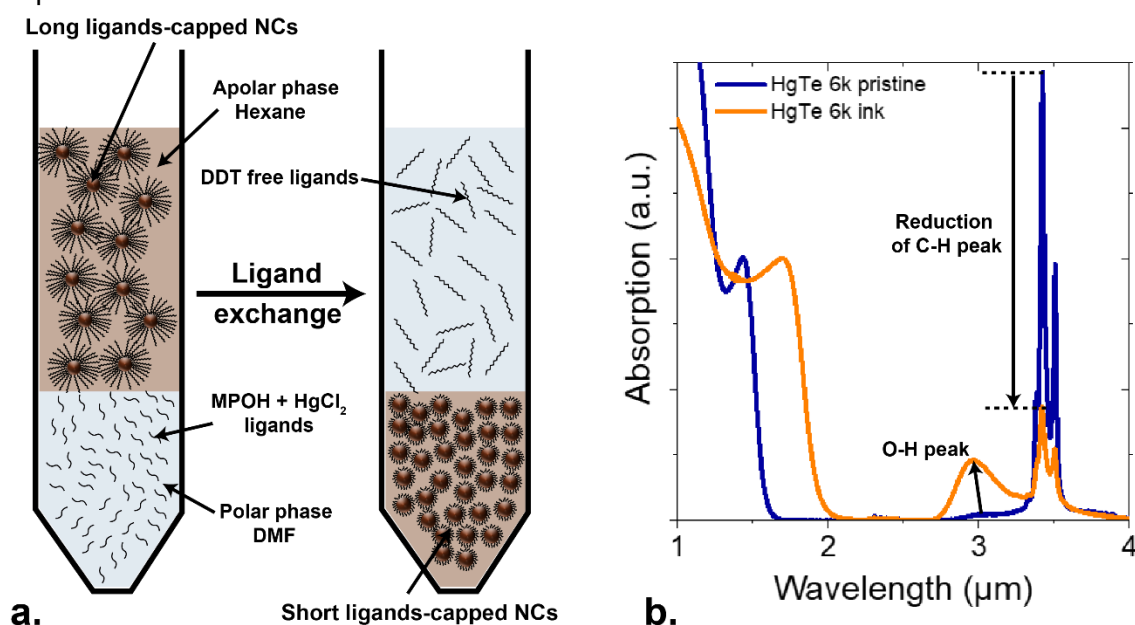 Long ligands-capped NCs
Apolar phase
Hexane
DDT free ligands
Ligand
exchange
MPOH + HgCl₂
ligands
Polar phase
DMF
Short ligands-capped NCs
a.
HgTe 6k pristine
HgTe 6k ink
Reduction
of C-H peak
O-H peak
Absorption (a.u.)
1 2 3 4
Wavelength (µm)
b.